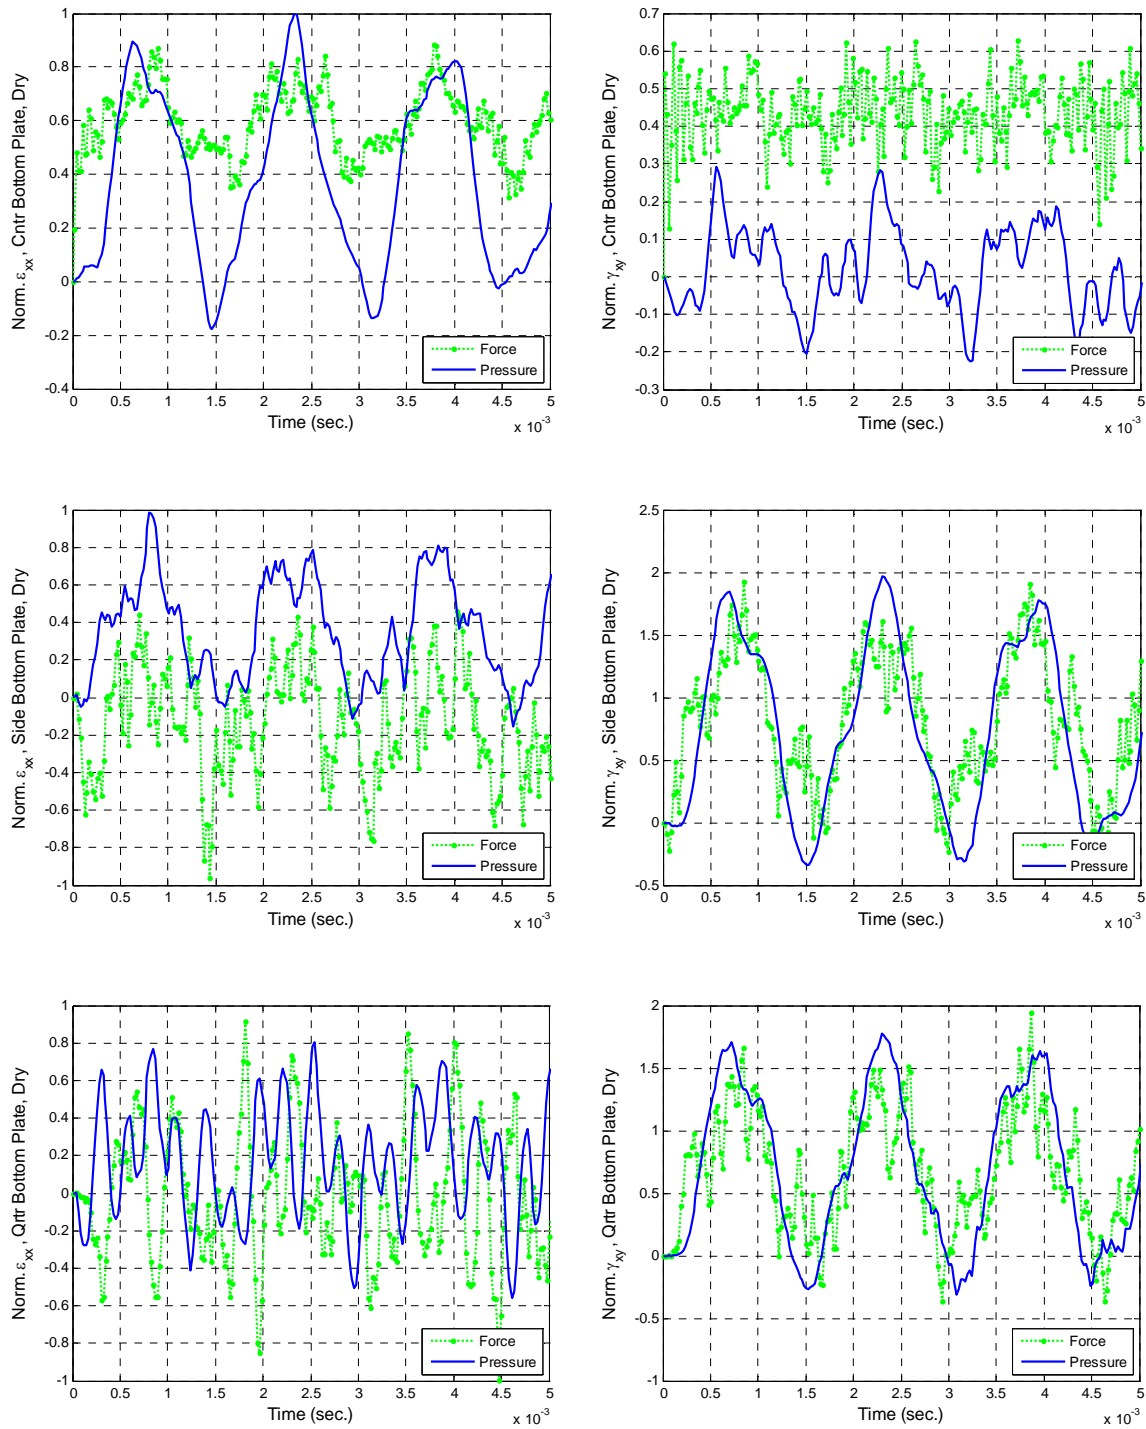 Norm. εxx, Cntr Bottom Plate, Dry
1
0.8
0.6
0.4
0.2
0
-0.2
-0.4
0 0.5 1 1.5 2 2.5 3 3.5 4 4.5 5
Time (sec.)
x 10-3
Force
Pressure
Norm. γxy, Cntr Bottom Plate, Dry
0.7
0.6
0.5
0.4
0.3
0.2
0.1
0
-0.1
-0.2
-0.3
0 0.5 1 1.5 2 2.5 3 3.5 4 4.5 5
Time (sec.)
x 10-3
Force
Pressure
Norm. εxx, Side Bottom Plate, Dry
1
0.8
0.6
0.4
0.2
0
-0.2
-0.4
-0.6
-0.8
-1
0 0.5 1 1.5 2 2.5 3 3.5 4 4.5 5
Time (sec.)
x 10-3
Force
Pressure
Norm. γxy, Side Bottom Plate, Dry
2.5
2
1.5
1
0.5
0
-0.5
0 0.5 1 1.5 2 2.5 3 3.5 4 4.5 5
Time (sec.)
x 10-3
Force
Pressure
Norm. εxx, Qrtr Bottom Plate, Dry
1
0.8
0.6
0.4
0.2
0
-0.2
-0.4
-0.6
-0.8
-1
0 0.5 1 1.5 2 2.5 3 3.5 4 4.5 5
Time (sec.)
x 10-3
Force
Pressure
Norm. γxy, Qrtr Bottom Plate, Dry
2
1.5
1
0.5
0
-0.5
-1
0 0.5 1 1.5 2 2.5 3 3.5 4 4.5 5
Time (sec.)
x 10-3
Force
Pressure